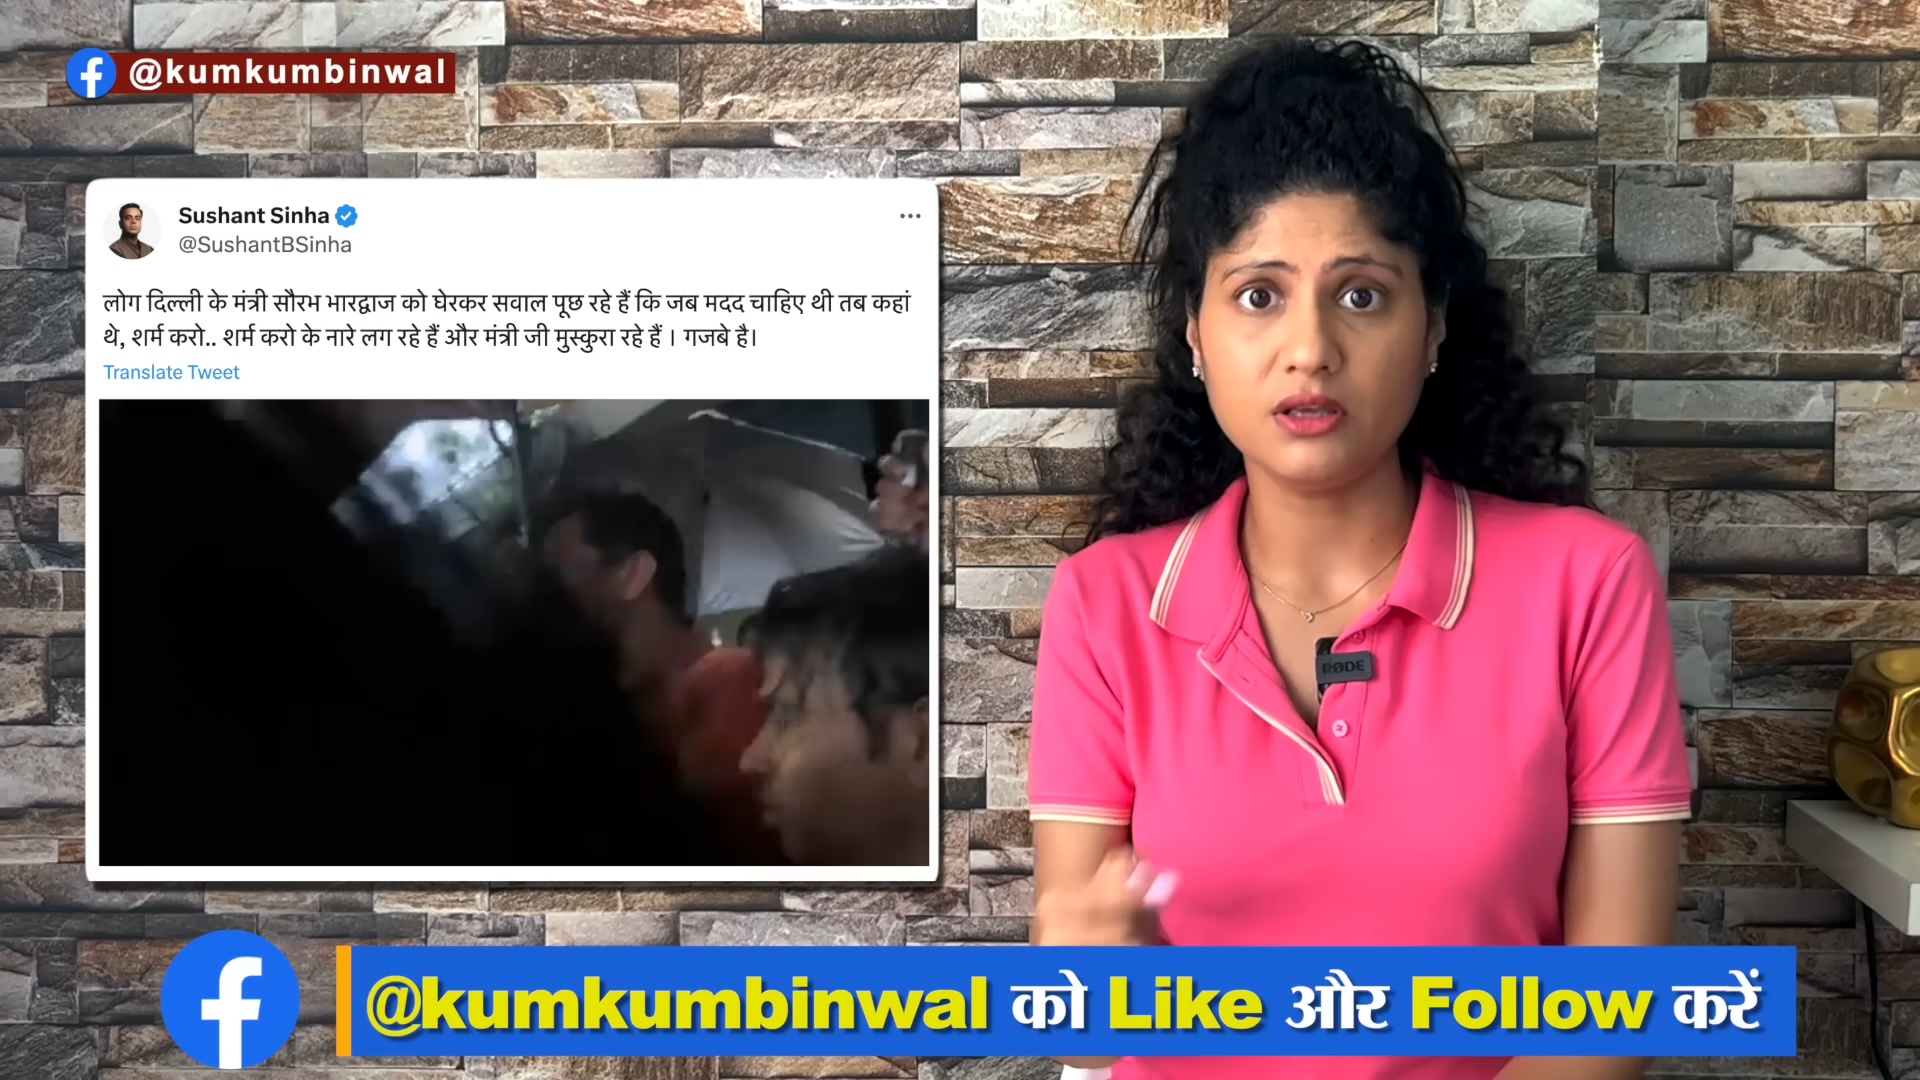 @kumkumbinwal
Sushant Sinha
@SushantBSinha
लोग दिल्ली के मंत्री सौरभ भारद्वाज को घेरकर सवाल पूछ रहे हैं कि जब मदद चाहिए थी तब कहां
थे, शर्म करो.. शर्म करो के नारे लग रहे हैं और मंत्री जी मुस्कुरा रहे हैं । गजबे है।
Translate Tweet
RØDE
@kumkumbinwal को Like और Follow करें